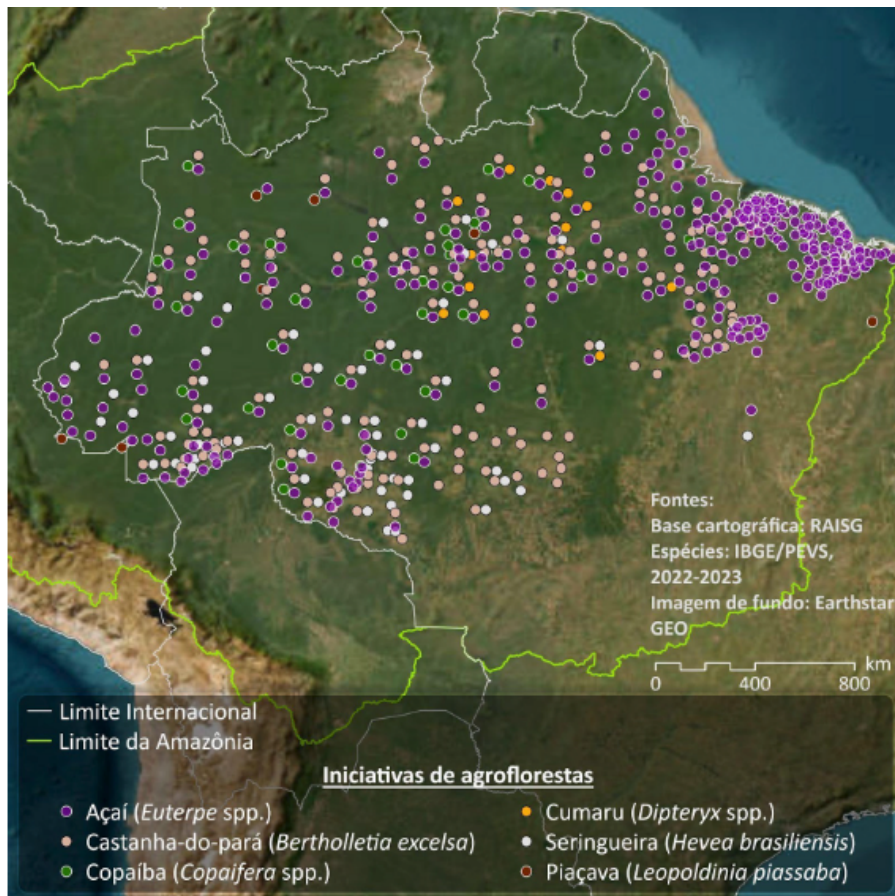 Fontes:
Base cartográfica: RAISG
Espécies: IBGE/PEVS,
2022-2023
Imagem de fundo: Earthstar
GEO
km
0 400 800
Limite Internacional
Limite da Amazônia
Iniciativas de agroflorestas
Açaí (Euterpe spp.)
Castanha-do-pará (Bertholletia excelsa)
Copaíba (Copaifera spp.)
Cumaru (Dipteryx spp.)
Seringueira (Hevea brasiliensis)
Piaçava (Leopoldinia piassaba)